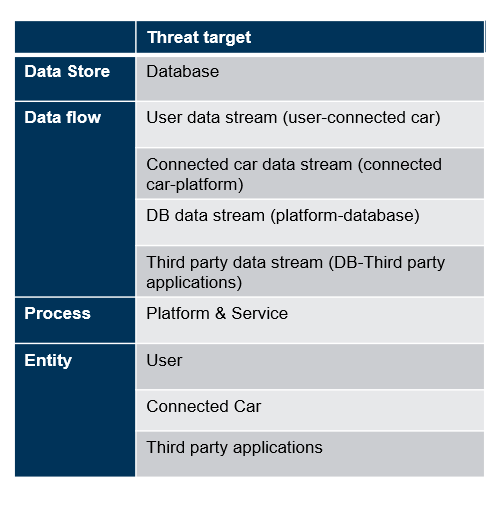 Threat target
Data Store
Database
Data flow
User data stream (user-connected car)
Connected car data stream (connected
car-platform)
DB data stream (platform-database)
Third party data stream (DB-Third party
applications)
Process
Platform & Service
Entity
User
Connected Car
Third party applications